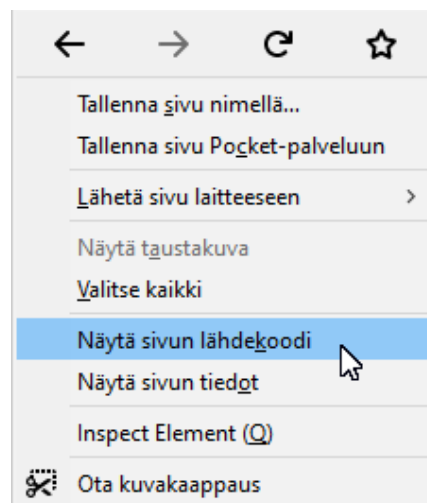 Tallenna sivu nimellä...
Tallenna sivu Pocket-palveluun
Lähetä sivu laitteeseen
Näytä taustakuva
Valitse kaikki
Näytä sivun lähdekoodi
Näytä sivun tiedot
Inspect Element (Q)
Ota kuvakaappaus